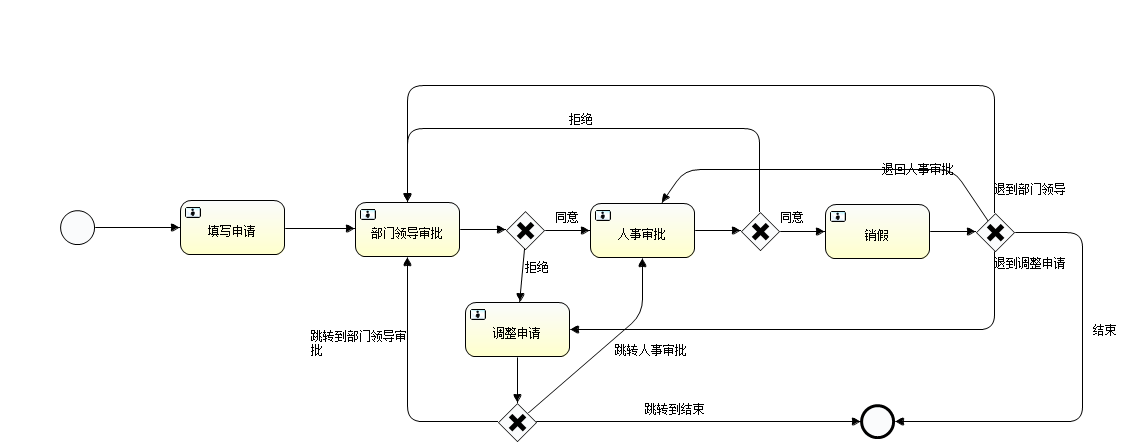 拒绝
退回人事审批
退到部门领导
填写申请
部门领导审批
同意
人事审批
同意
销假
拒绝
退到调整申请
跳转到部门领导审
批
调整申请
结束
跳转人事审批
跳转到结束